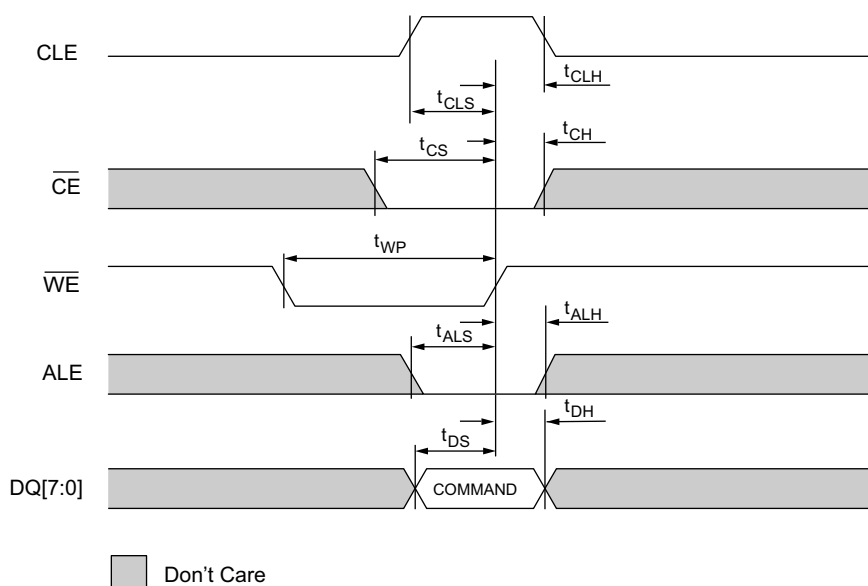 CLE
tCLH
tCLS
tCH
tCS
CE
tWP
WE
tALH
tALS
ALE
tDH
tDS
DQ[7:0]
COMMAND
Don't Care